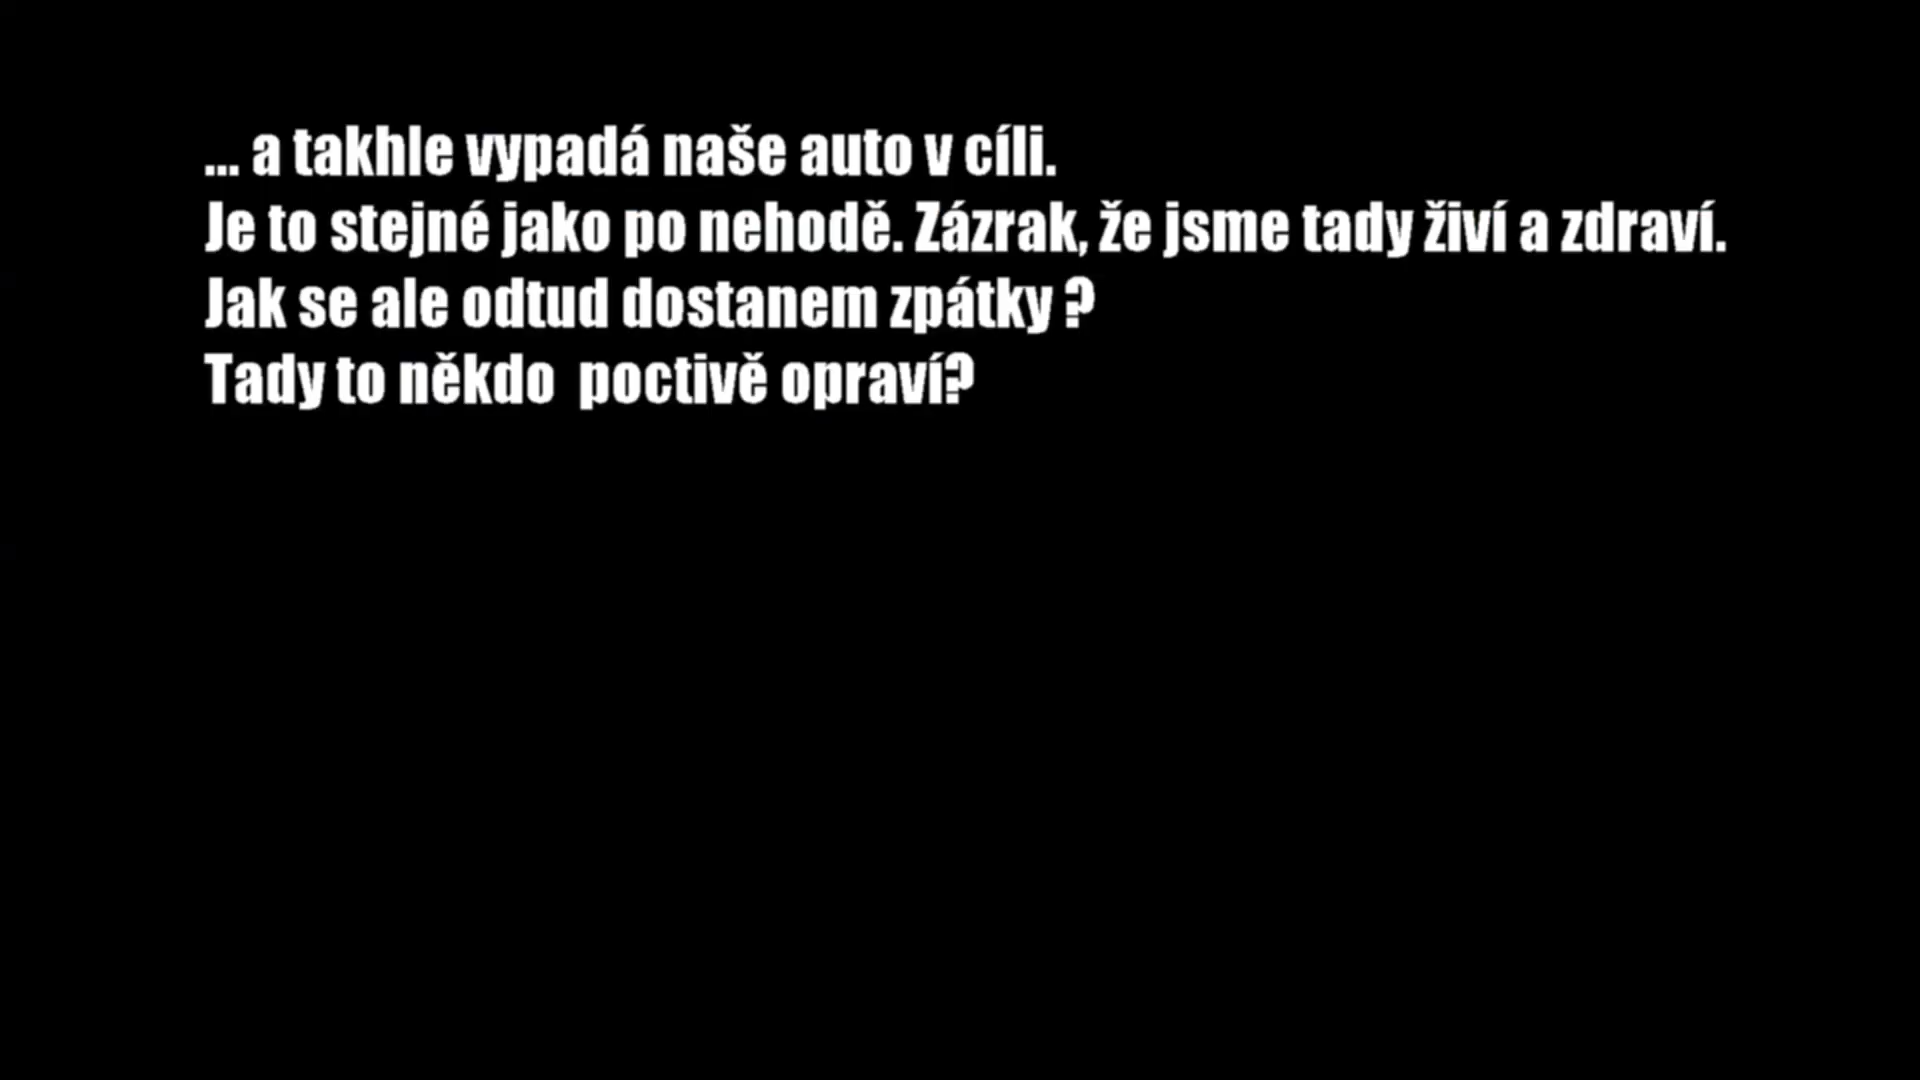 ... a takhle vypadá naše auto v cíli.
Je to stejné jako po nehodě. Zázrak, že jsme tady živí a zdraví.
Jak se ale odtud dostanem zpátky ?
Tady to někdo  poctivě opraví?